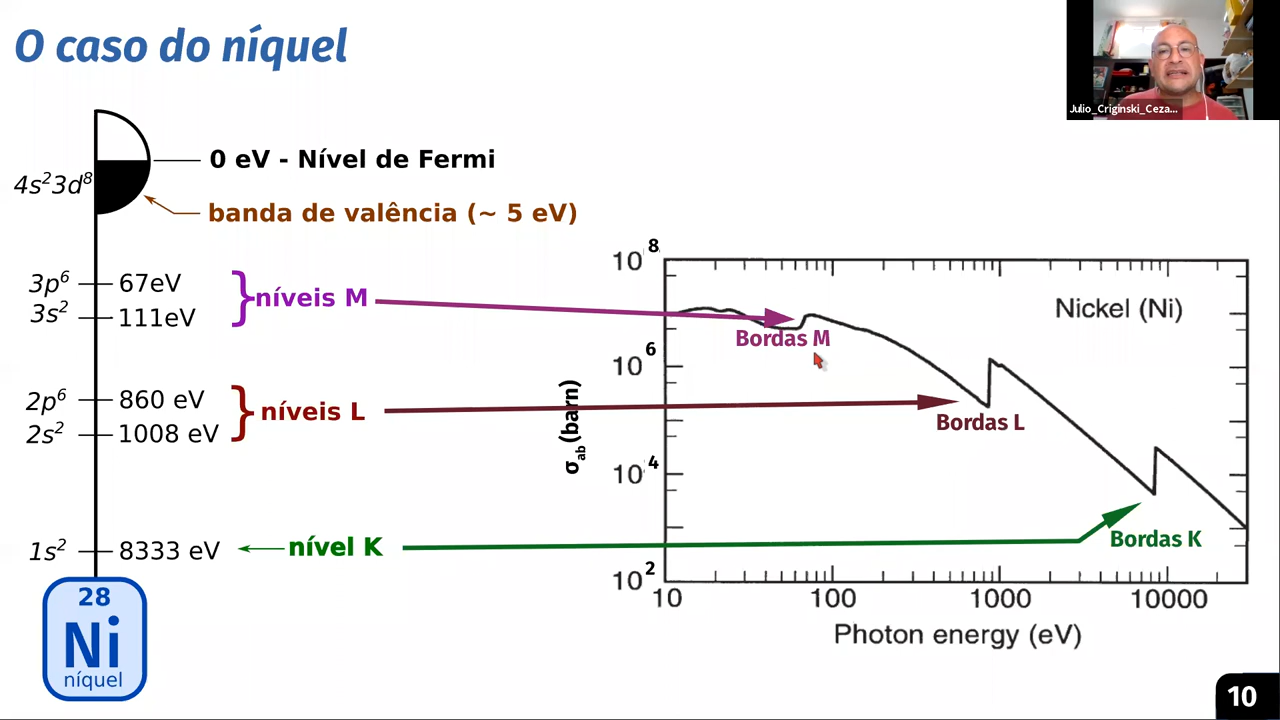 O caso do níquel
Julio_Criginski_Ceza...
0 eV - Nível de Fermi
4s²3d⁸
banda de valência (~ 5 eV)
3p⁶ 67eV
3s² 111eV
níveis M
2p⁶ 860 eV
2s² 1008 eV
níveis L
1s² 8333 eV
nível K
28
Ni
níquel
10⁸
10⁶
10⁴
10²
σab(barn)
Nickel (Ni)
Bordas M
Bordas L
Bordas K
10 100 1000 10000
Photon energy (eV)
10